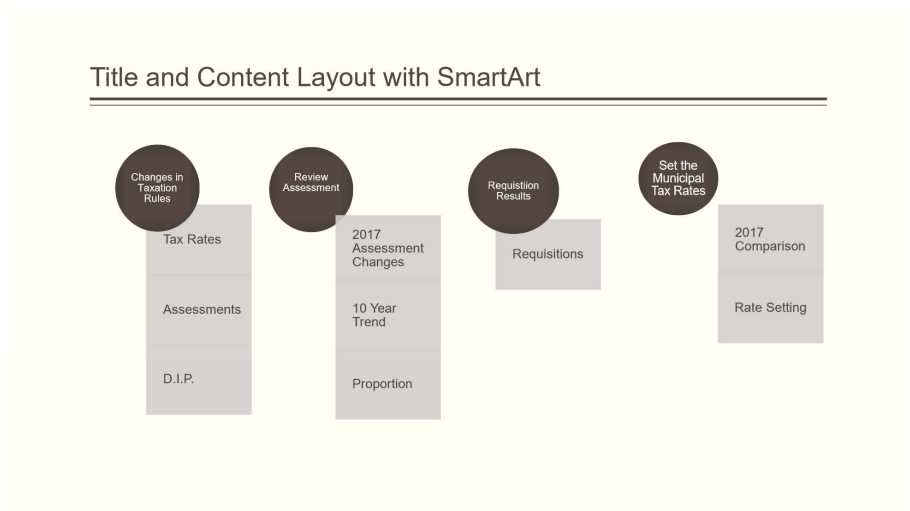 Title and Content Layout with SmartArt
Changes in
Taxation
Rules
Tax Rates
Assessments
D.I.P.
Review
Assessment
2017
Assessment
Changes
10 Year
Trend
Proportion
Requistiion
Results
Requisitions
Set the
Municipal
Tax Rates
2017
Comparison
Rate Setting